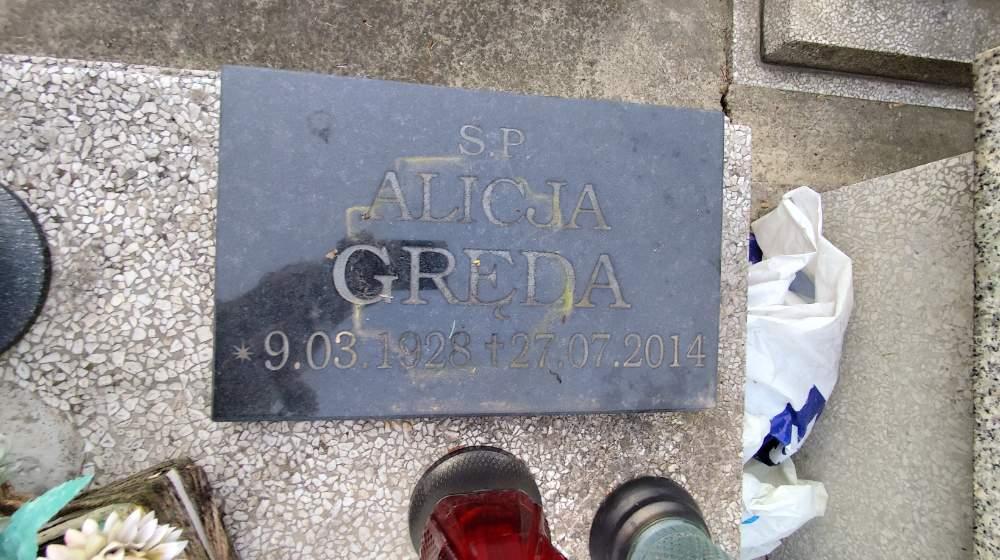 S.P
ALICJA
GRĘDA
* 9.03.1928 † 27.07.2014